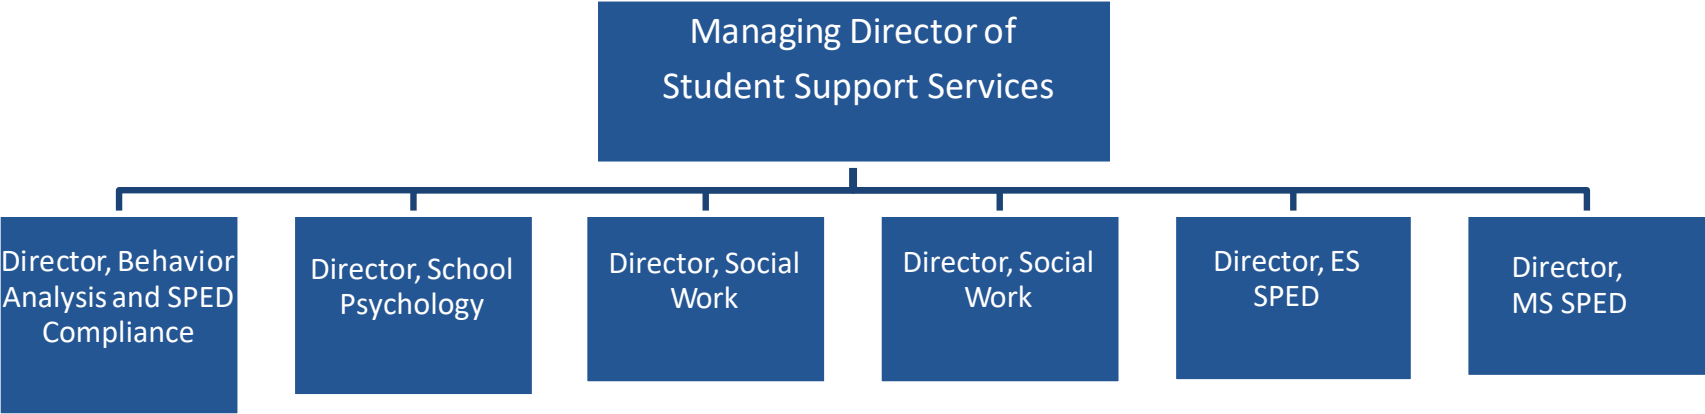 Managing Director of
Student Support Services
Director, Behavior
Analysis and SPED
Compliance
Director, School
Psychology
Director, Social
Work
Director, Social
Work
Director, ES
SPED
Director,
MS SPED